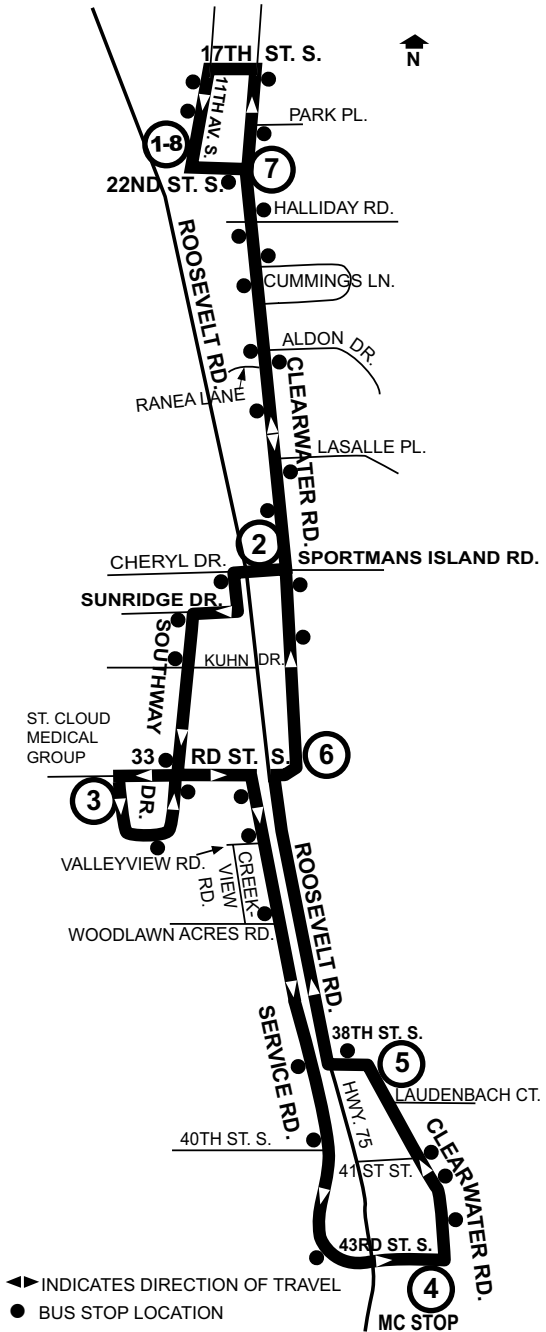 17TH ST. S.
N
11TH AV. S.
PARK PL.
1-8
7
22ND ST. S.
HALLIDAY RD.
ROOSEVELT RD.
CUMMINGS LN.
ALDON DR.
RANEA LANE
CLEARWATER RD.
LASALLE PL.
2
CHERYL DR.
SPORTMANS ISLAND RD.
SUNRIDGE DR.
SOUTHWAY DR.
KUHN DR.
ST. CLOUD
MEDICAL
GROUP
33 RD ST. S.
6
3
VALLEYVIEW RD.
CREEK-
VIEW
RD.
ROOSEVELT RD.
WOODLAWN ACRES RD.
SERVICE RD.
38TH ST. S.
5
HWY. 75
LAUDENBACH CT.
40TH ST. S.
41 ST ST.
CLEARWATER RD.
43RD ST. S.
4
MC STOP
INDICATES DIRECTION OF TRAVEL
BUS STOP LOCATION